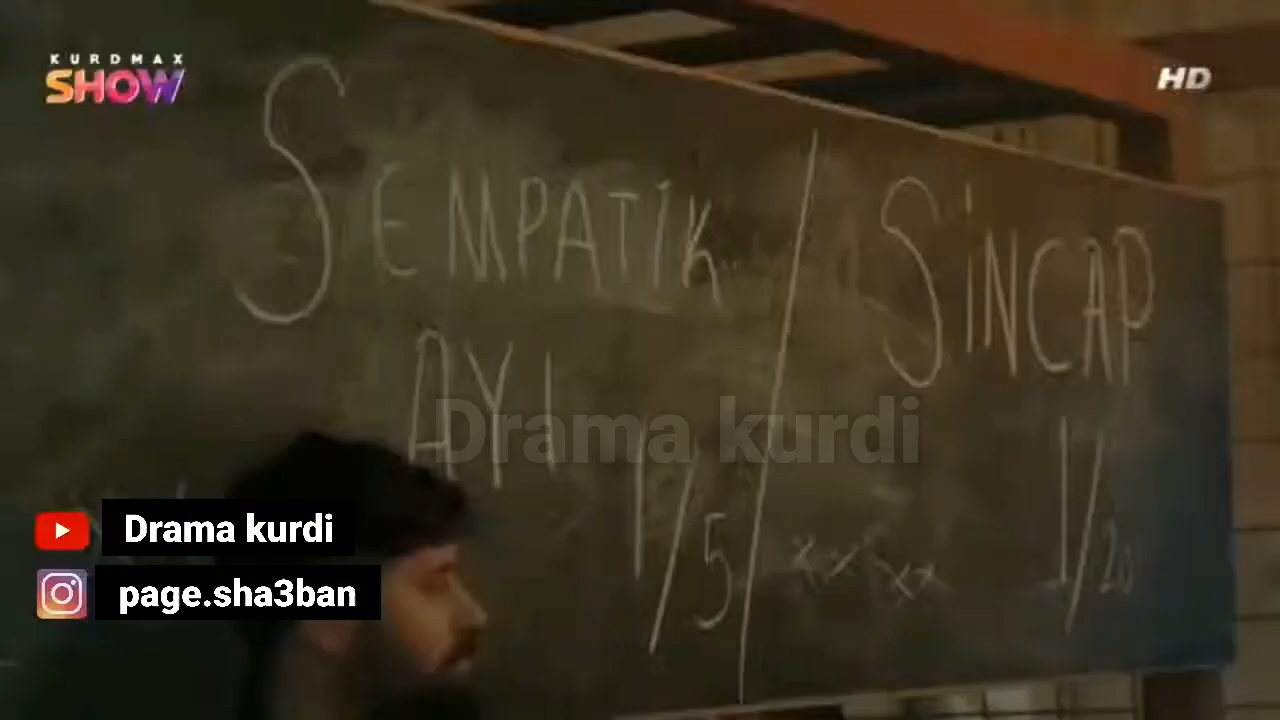 KURDMAX
SHOW
HD
SEMPATİK
AYI
1/5
SİNCAP
1/20
Drama kurdi
Drama kurdi
page.sha3ban